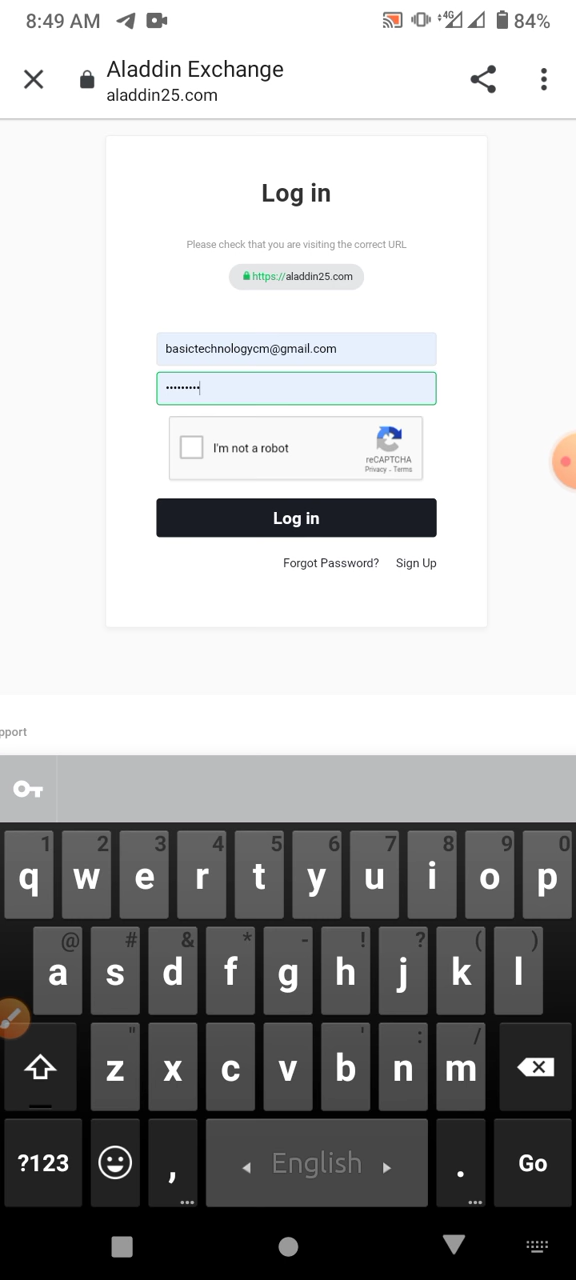 8:49 AM 4G 84%
Aladdin Exchange
aladdin25.com
Log in
Please check that you are visiting the correct URL
https://aladdin25.com
basictechnologycm@gmail.com
•••••••••
I'm not a robot
reCAPTCHA
Privacy - Terms
Log in
Forgot Password? Sign Up
pport
1 2 3 4 5 6 7 8 9 0
q w e r t y u i o p
@ # & * - ! ? ( )
a s d f g h j k l
" ' : /
z x c v b n m
?123 , English . Go